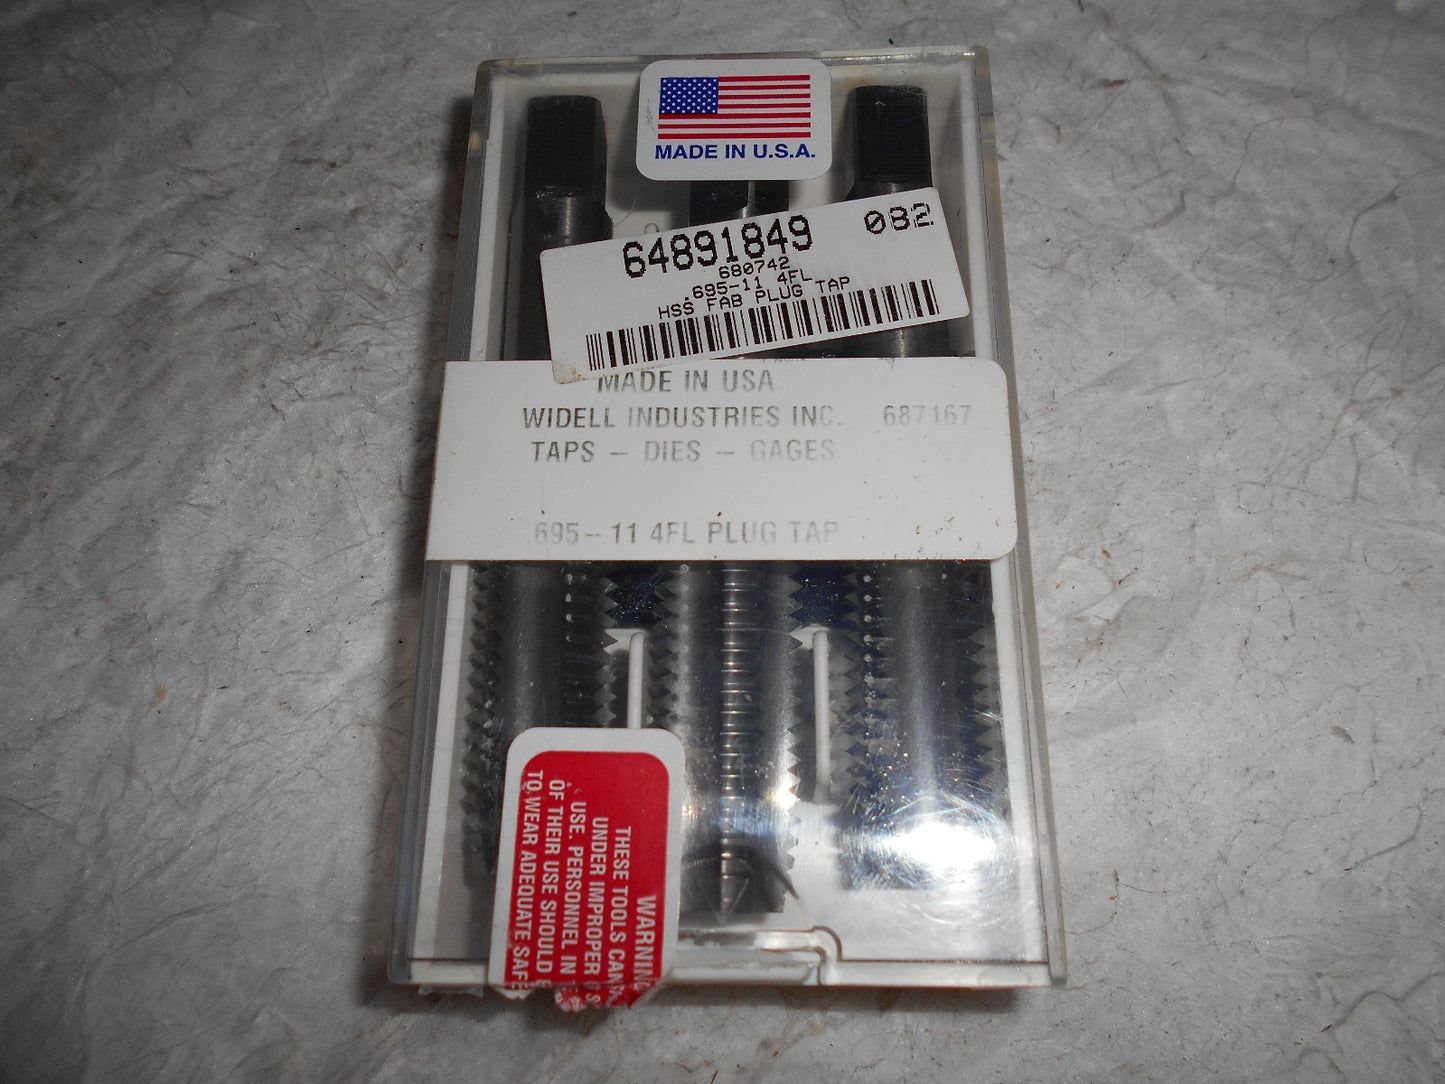 MADE IN U.S.A.
64891849 082
680742
.695-11 4FL
HSS FAB PLUG TAP
MADE IN USA
WIDELL INDUSTRIES INC. 687167
TAPS - DIES - GAGES
.695-- 11 4FL PLUG TAP
WARNIN
THESE TOOLS CAN
UNDER IMPROPER
USE. PERSONNEL IN
OF THEIR USE SHOULD
TO WEAR ADEQUATE SAFE